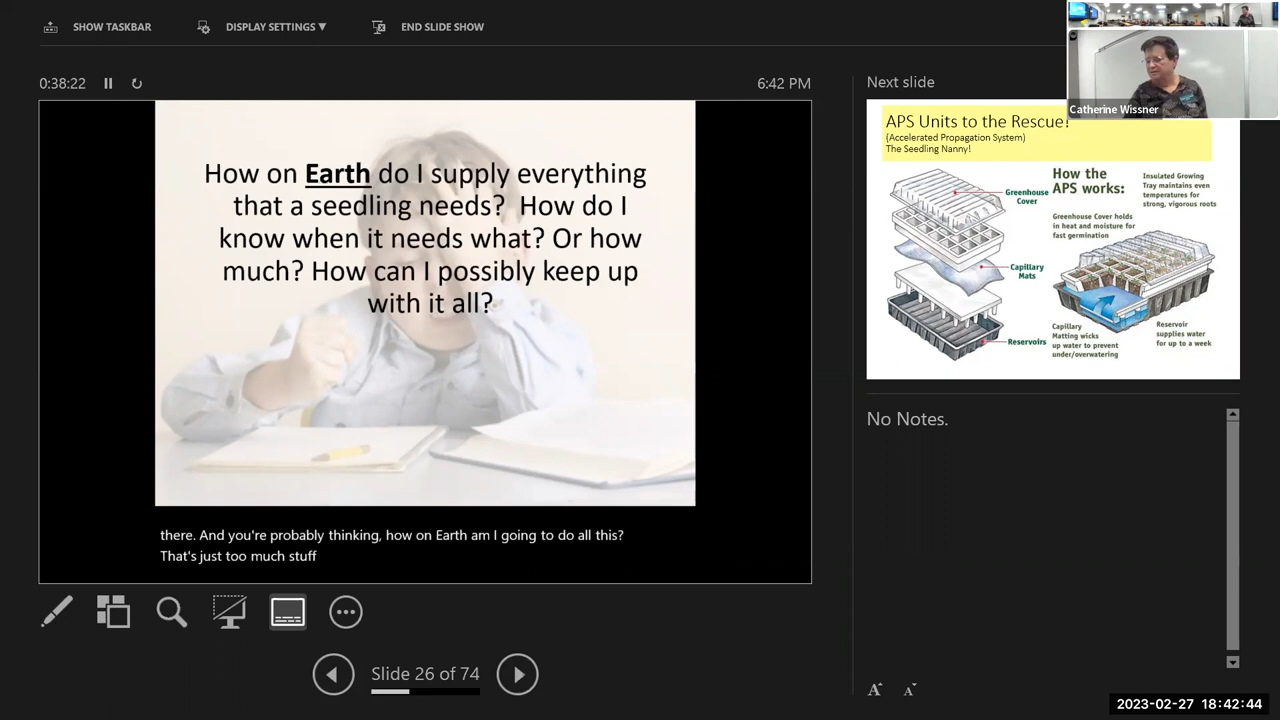 SHOW TASKBAR
DISPLAY SETTINGS ▼
END SLIDE SHOW
0:38:22
6:42 PM
How on Earth do I supply everything
that a seedling needs? How do I
know when it needs what? Or how
much? How can I possibly keep up
with it all?
there. And you're probably thinking, how on Earth am I going to do all this?
That's just too much stuff
Slide 26 of 74
Next slide
Catherine Wissner
APS Units to the Rescue!
(Accelerated Propagation System)
The Seedling Nanny!
How the
APS works:
Insulated Growing
Tray maintains even
temperatures for
strong, vigorous roots
Greenhouse
Cover
Greenhouse Cover holds
in heat and moisture for
fast germination
Capillary
Mats
Reservoirs
Capillary
Matting wicks
up water to prevent
under/overwatering
Reservoir
supplies water
for up to a week
No Notes.
A A
2023-02-27 18:42:44